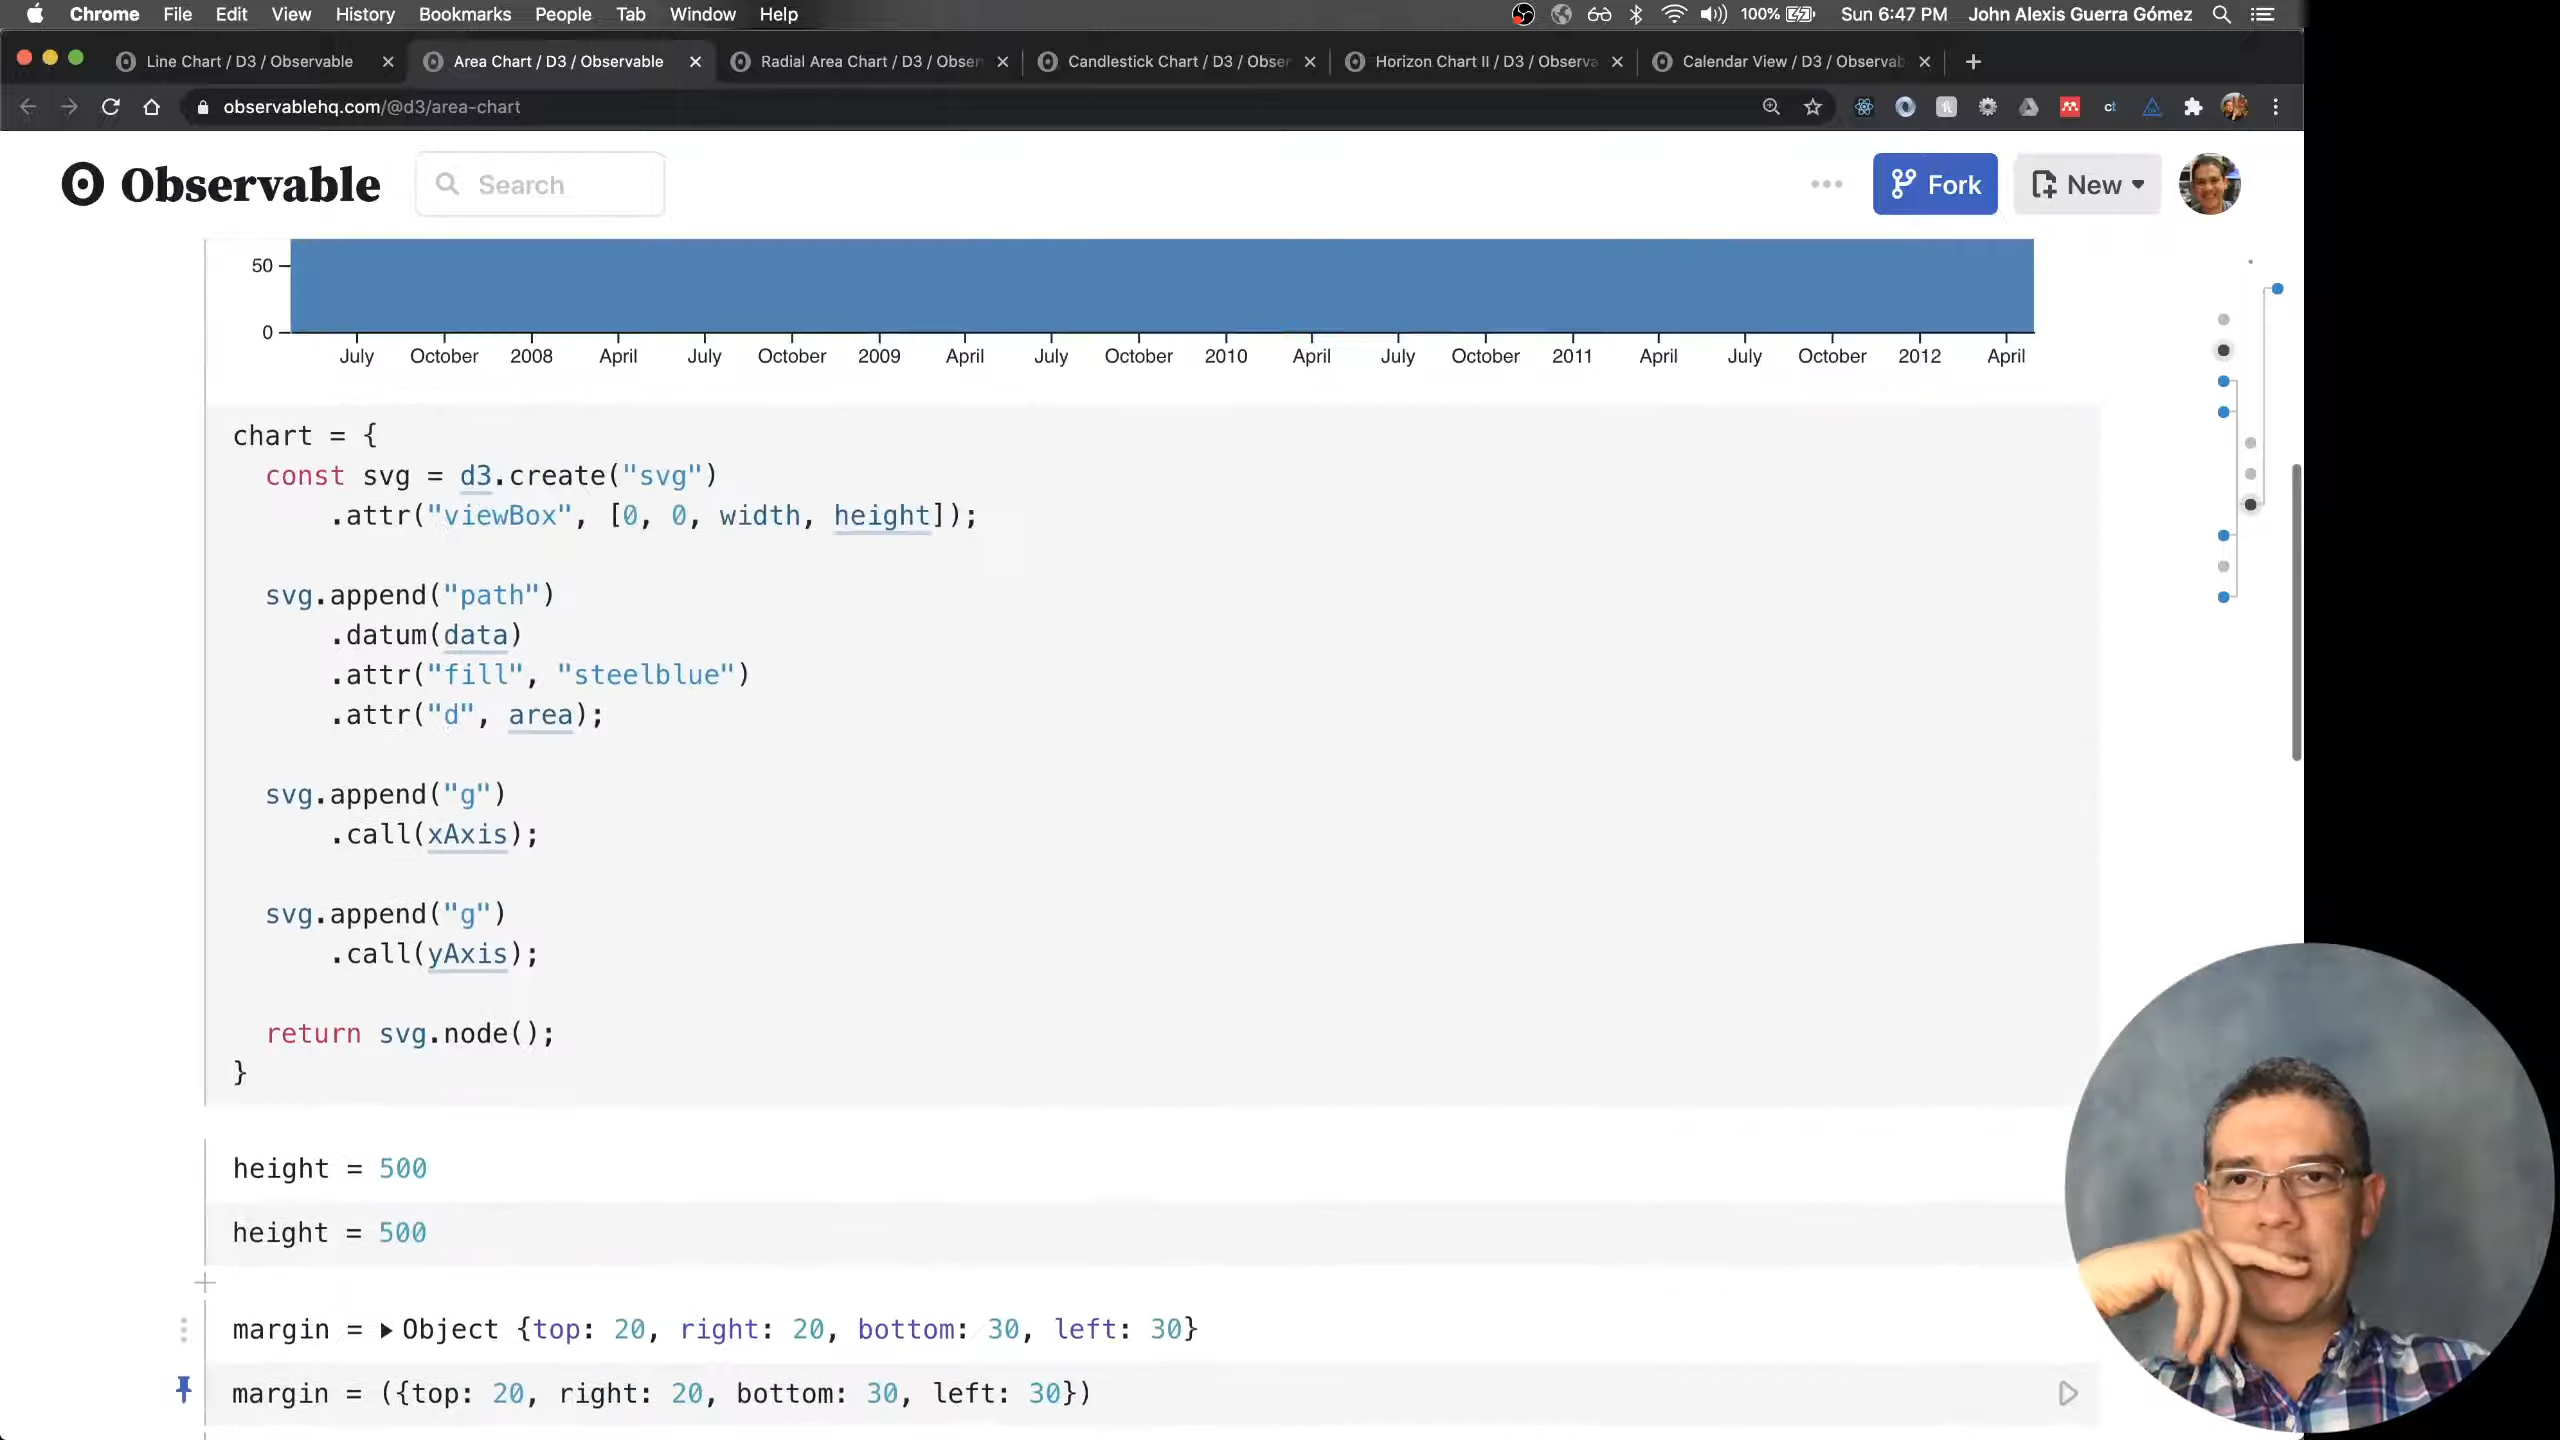 Chrome File Edit View History Bookmarks People Tab Window Help 100% Sun 6:47 PM John Alexis Guerra Gómez
Line Chart / D3 / Observable Area Chart / D3 / Observable Radial Area Chart / D3 / Obser Candlestick Chart / D3 / Obser Horizon Chart II / D3 / Observa Calendar View / D3 / Observab
observablehq.com/@d3/area-chart ct
Observable Search Fork New
50
0
July October 2008 April July October 2009 April July October 2010 April July October 2011 April July October 2012 April
chart = {
const svg = d3.create("svg")
.attr("viewBox", [0, 0, width, height]);
svg.append("path")
.datum(data)
.attr("fill", "steelblue")
.attr("d", area);
svg.append("g")
.call(xAxis);
svg.append("g")
.call(yAxis);
return svg.node();
}
height = 500
height = 500
margin = Object {top: 20, right: 20, bottom: 30, left: 30}
margin = ({top: 20, right: 20, bottom: 30, left: 30})